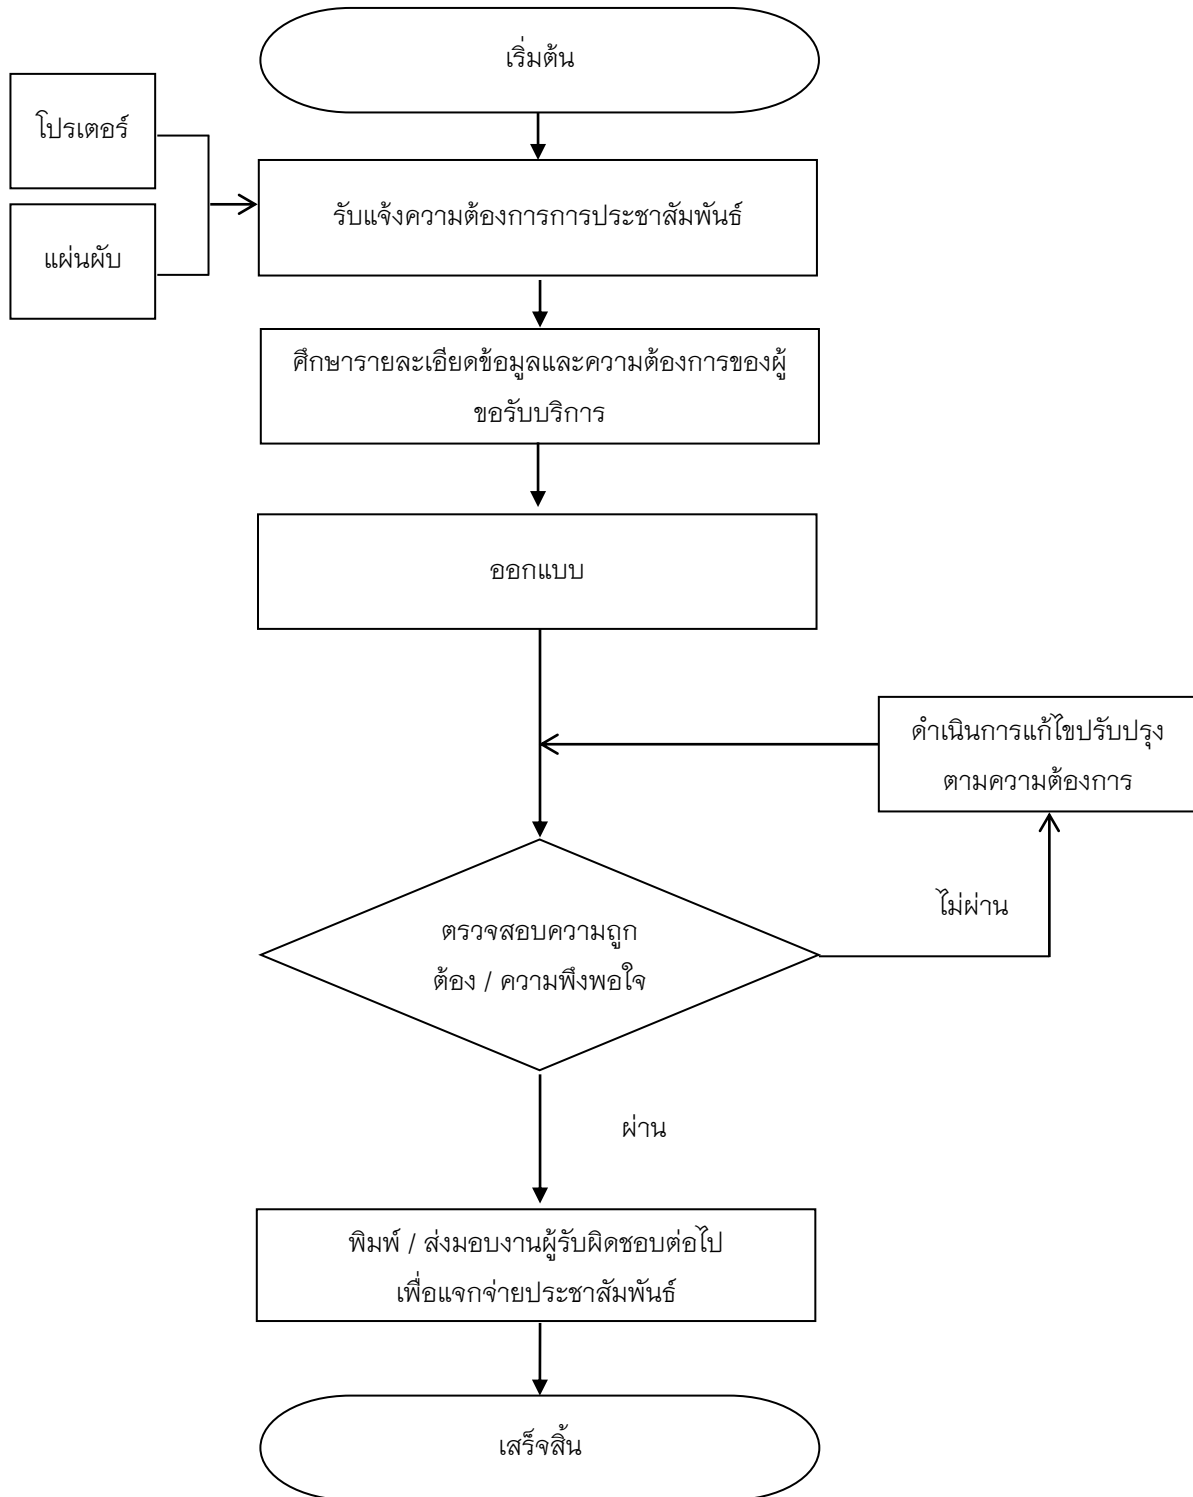 เริ่มต้น
โปรเตอร์
แผ่นผับ
รับแจ้งความต้องการการประชาสัมพันธ์
ศึกษารายละเอียดข้อมูลและความต้องการของผู้
ขอรับบริการ
ออกแบบ
ดำเนินการแก้ไขปรับปรุง
ตามความต้องการ
ไม่ผ่าน
ตรวจสอบความถูก
ต้อง / ความพึงพอใจ
ผ่าน
พิมพ์ / ส่งมอบงานผู้รับผิดชอบต่อไป
เพื่อแจกจ่ายประชาสัมพันธ์
เสร็จสิ้น